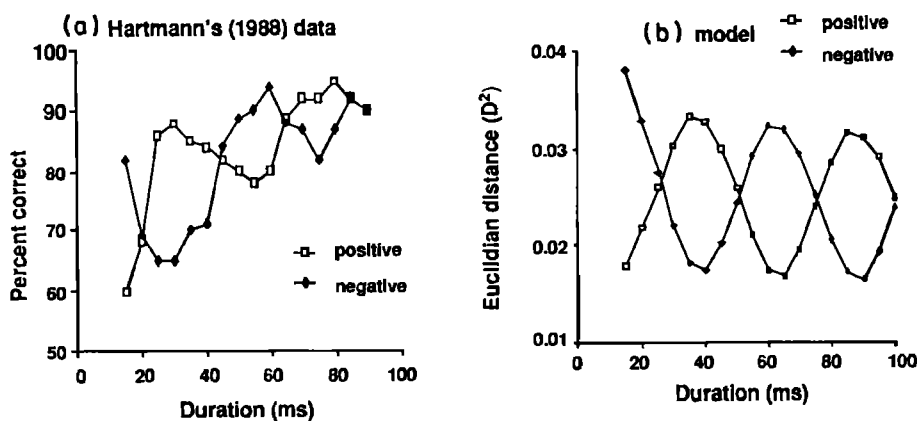 (a) Hartmann's (1988) data
100
90
80
70
60
50
Percent correct
positive
negative
0 20 40 60 80 100
Duration (ms)
(b) model
positive
negative
0.04
0.03
0.02
0.01
Euclidian distance (D²)
0 20 40 60 80 100
Duration (ms)